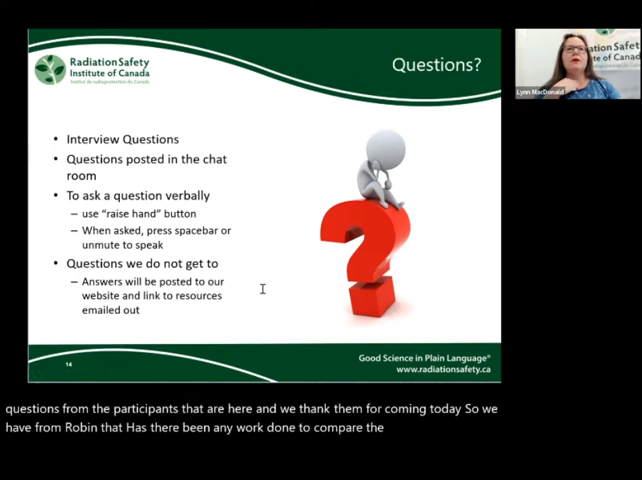 Radiation Safety
Institute of Canada
Institut de radioprotection du Canada
Questions?
• Interview Questions
• Questions posted in the chat
room
• To ask a question verbally
– use "raise hand" button
– When asked, press spacebar or
unmute to speak
• Questions we do not get to
– Answers will be posted to our
website and link to resources
emailed out
14
Good Science in Plain Language®
www.radiationsafety.ca
ation Safet
of Canad
Lynn MacDonald
questions from the participants that are here and we thank them for coming today So we
have from Robin that Has there been any work done to compare the